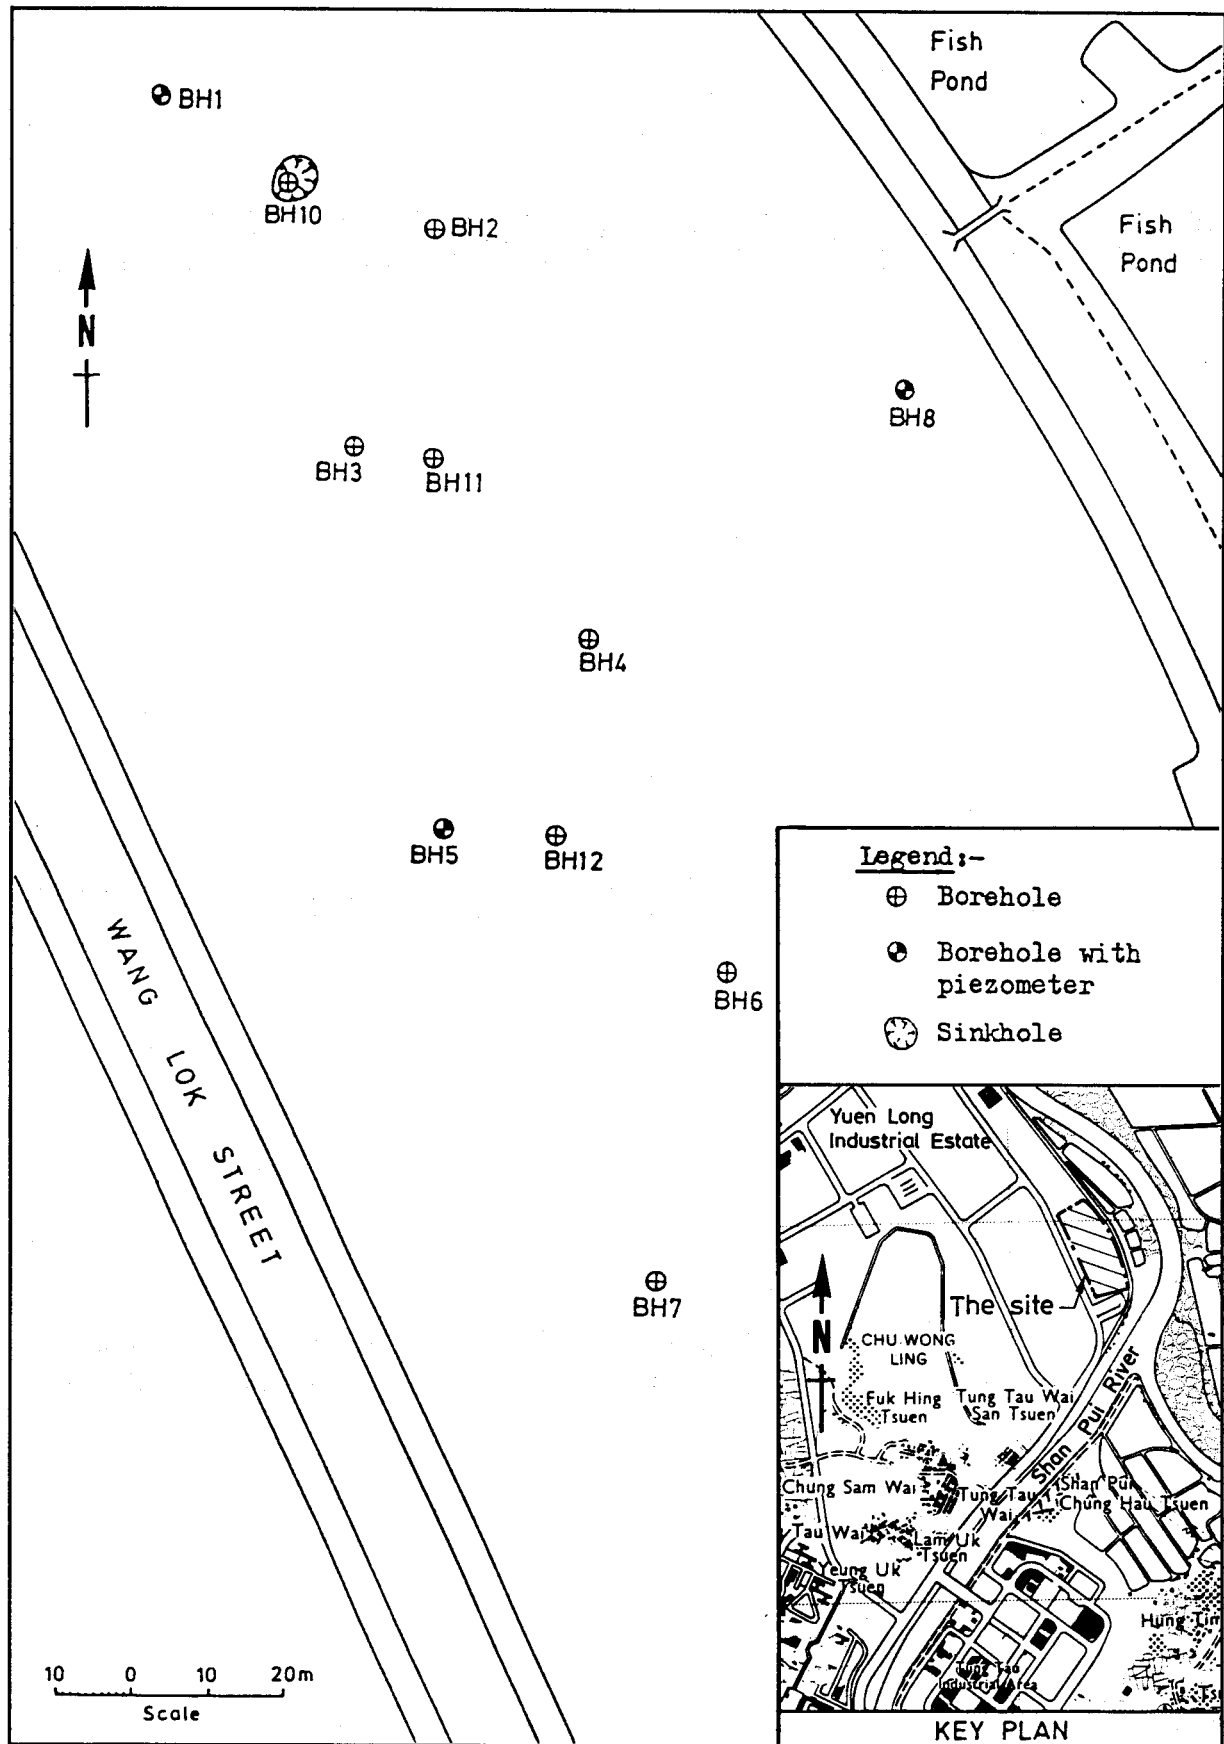 Fish
Pond
BH1
BH10
BH2
Fish
Pond
N
BH8
BH3
BH11
BH4
BH5
BH12
Legend:-
Borehole
Borehole with
piezometer
Sinkhole
BH6
WANG LOK STREET
BH7
Yuen Long
Industrial Estate
The site
N
CHU WONG
LING
Fuk Hing
Tsuen
Tung Tau Wai
San Tsuen
Shan Pui River
Chung Sam Wai
Tung Tau
Wai
Shan Pui
Chung Hau Tsuen
Tau Wai
Lam Uk
Tsuen
Yeung Uk
Tsuen
Hung Tim
Tung Tau
Industrial Area
10 0 10 20m
Scale
KEY PLAN